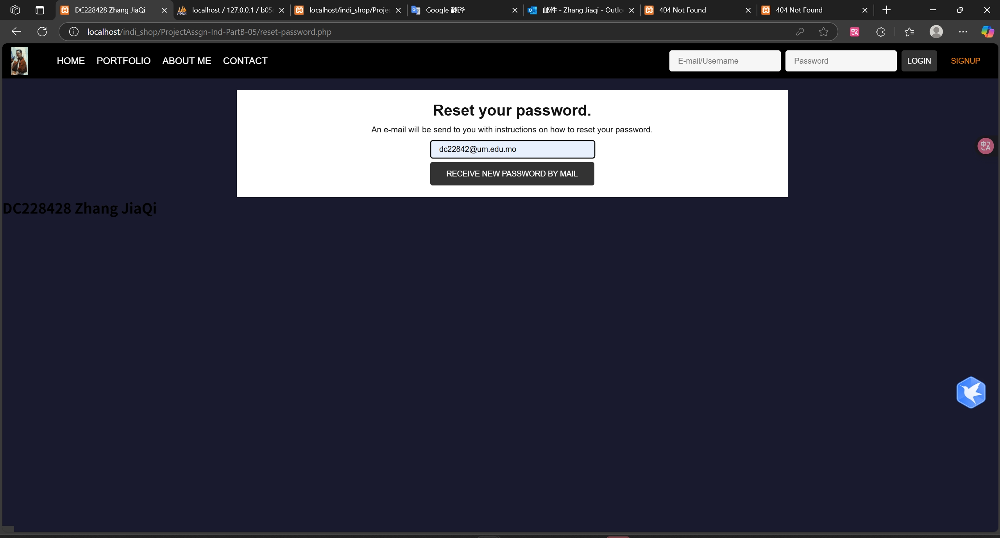 DC228428 Zhang JiaQi
localhost / 127.0.0.1 / b05
localhost/indi_shop/Projec
Google 翻译
邮件 - Zhang Jiaqi - Outlo
404 Not Found
404 Not Found
localhost/indi_shop/ProjectAssgn-Ind-PartB-05/reset-password.php
HOME PORTFOLIO ABOUT ME CONTACT E-mail/Username Password LOGIN SIGNUP
Reset your password.
An e-mail will be send to you with instructions on how to reset your password.
dc22842@um.edu.mo
RECEIVE NEW PASSWORD BY MAIL
DC228428 Zhang JiaQi